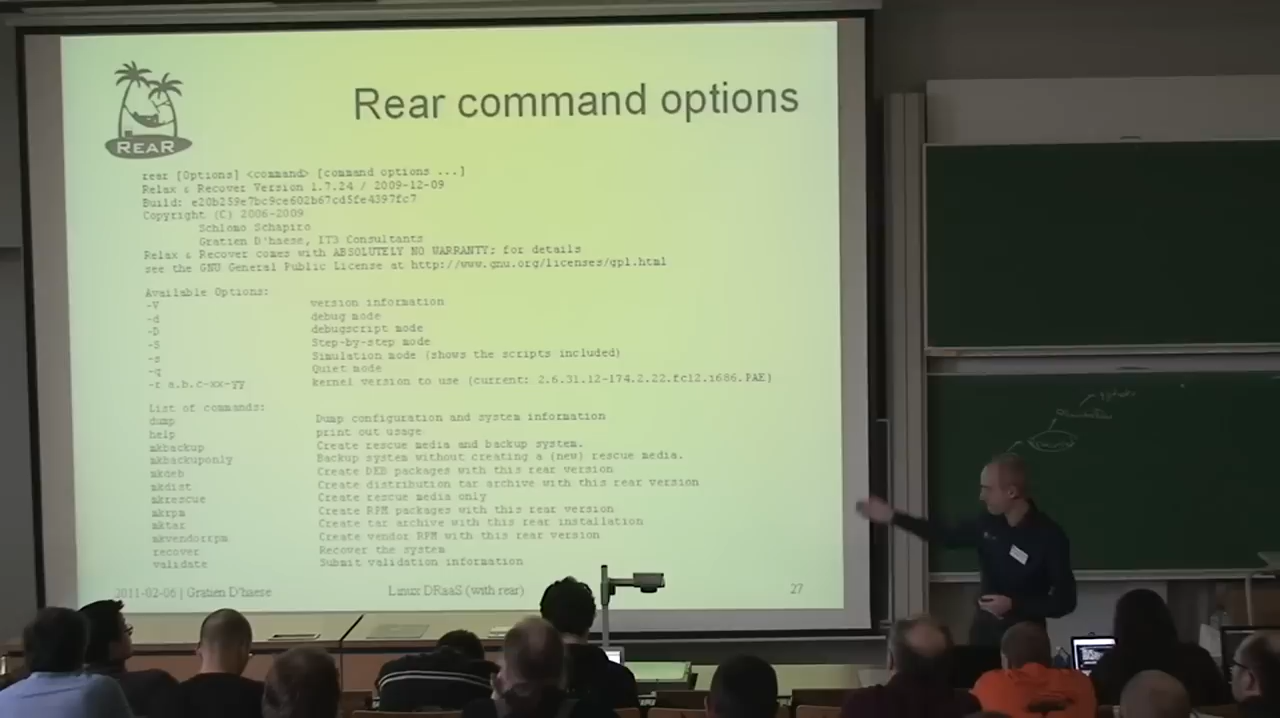 REAR
Rear command options
rear [Options] <command> [command options ...]
Relax & Recover Version 1.7.24 / 2009-12-09
Build: e20b259e7bc9ce602b67cd5fe4397fc7
Copyright (C) 2006-2009
Schlomo Schapiro
Gratien D'haese, IT3 Consultants
Relax & Recover comes with ABSOLUTELY NO WARRANTY; for details
see the GNU General Public License at http://www.gnu.org/licenses/gpl.html
Available Options:
-V version information
-d debug mode
-D debugscript mode
-S Step-by-step mode
-s Simulation mode (shows the scripts included)
-q Quiet mode
-r a.b.c-xx-yy kernel version to use (current: 2.6.31.12-174.2.22.fc12.i686.PAE)
List of commands:
dump Dump configuration and system information
help print out usage
mkbackup Create rescue media and backup system.
mkbackuponly Backup system without creating a (new) rescue media.
mkdeb Create DEB packages with this rear version
mkdist Create distribution tar archive with this rear version
mkrescue Create rescue media only
mkrpm Create RPM packages with this rear version
mktar Create tar archive with this rear installation
mkvendorrpm Create vendor RPM with this rear version
recover Recover the system
validate Submit validation information
2011-02-06 | Gratien D'haese Linux DRaaS (with rear) 27